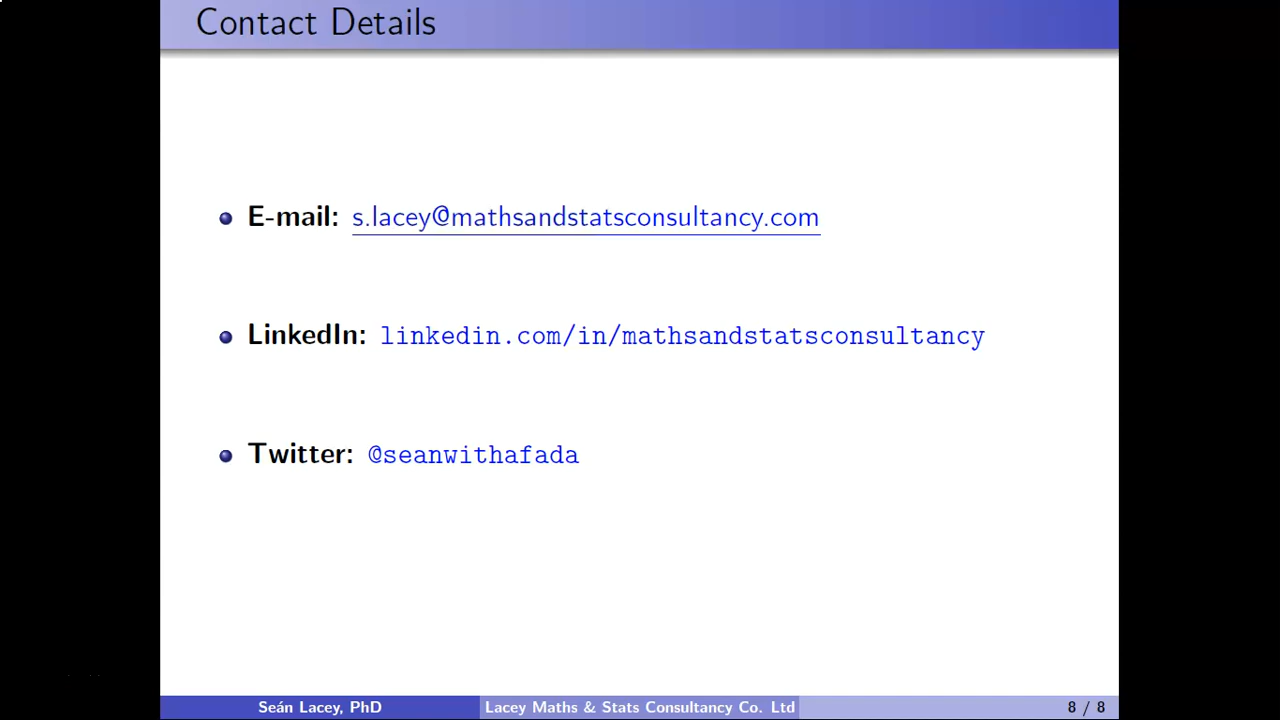 Contact Details
E-mail: s.lacey@mathsandstatsconsultancy.com
LinkedIn: linkedin.com/in/mathsandstatsconsultancy
Twitter: @seanwithafada
Seán Lacey, PhD Lacey Maths & Stats Consultancy Co. Ltd 8 / 8